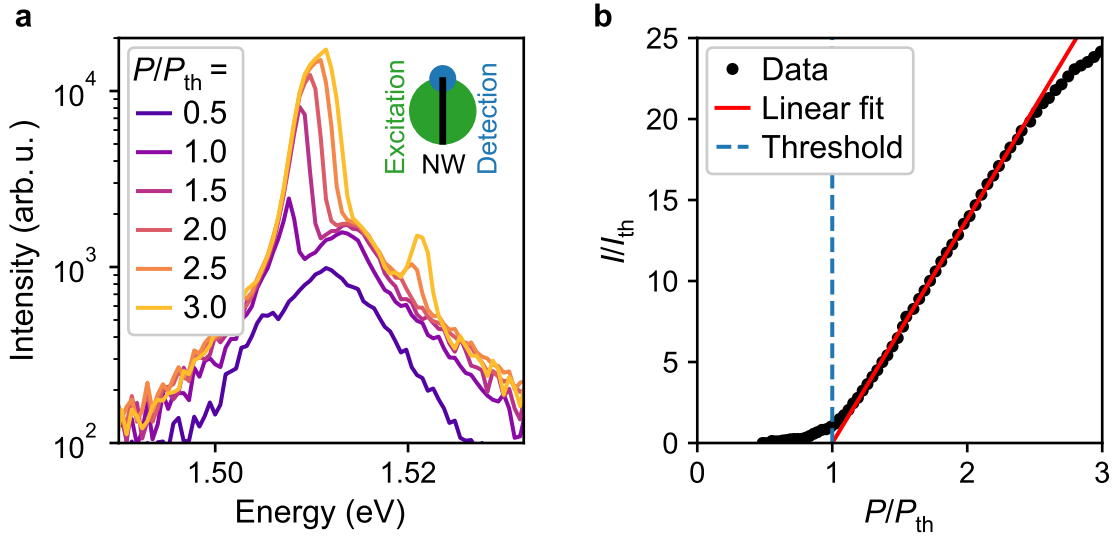 a
Intensity (arb. u.)
10⁴
10³
10²
P/Pth =
0.5
1.0
1.5
2.0
2.5
3.0
Excitation
NW
Detection
1.50
1.52
Energy (eV)
b
I/Ith
25
20
15
10
5
0
Data
Linear fit
Threshold
0
1
2
3
P/Pth